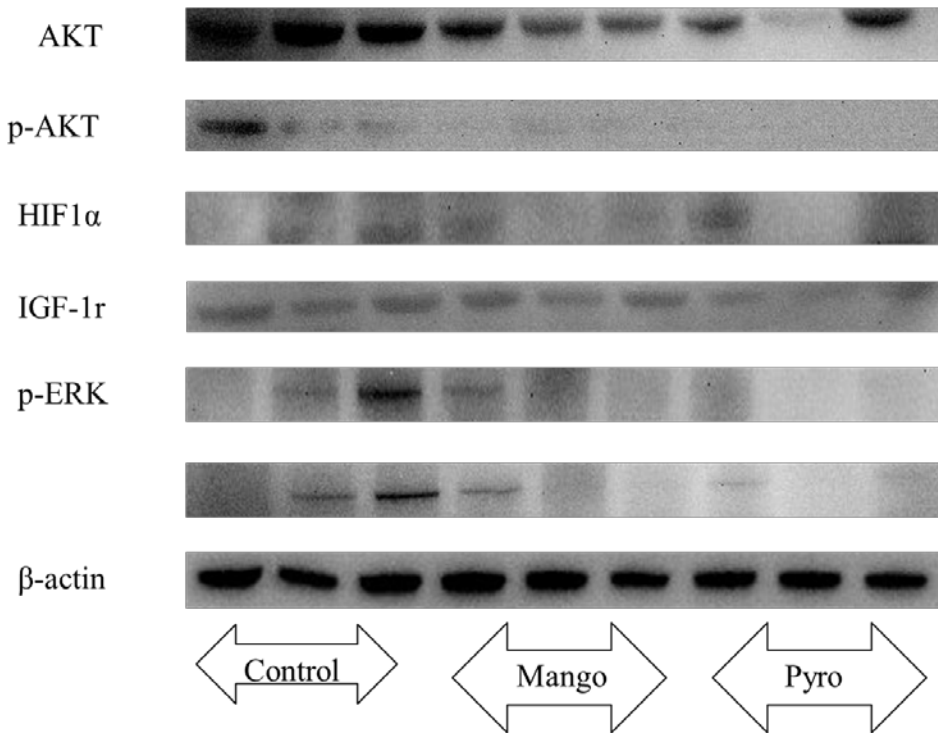 AKT
p-AKT
HIF1α
IGF-1r
p-ERK
β-actin
Control
Mango
Pyro